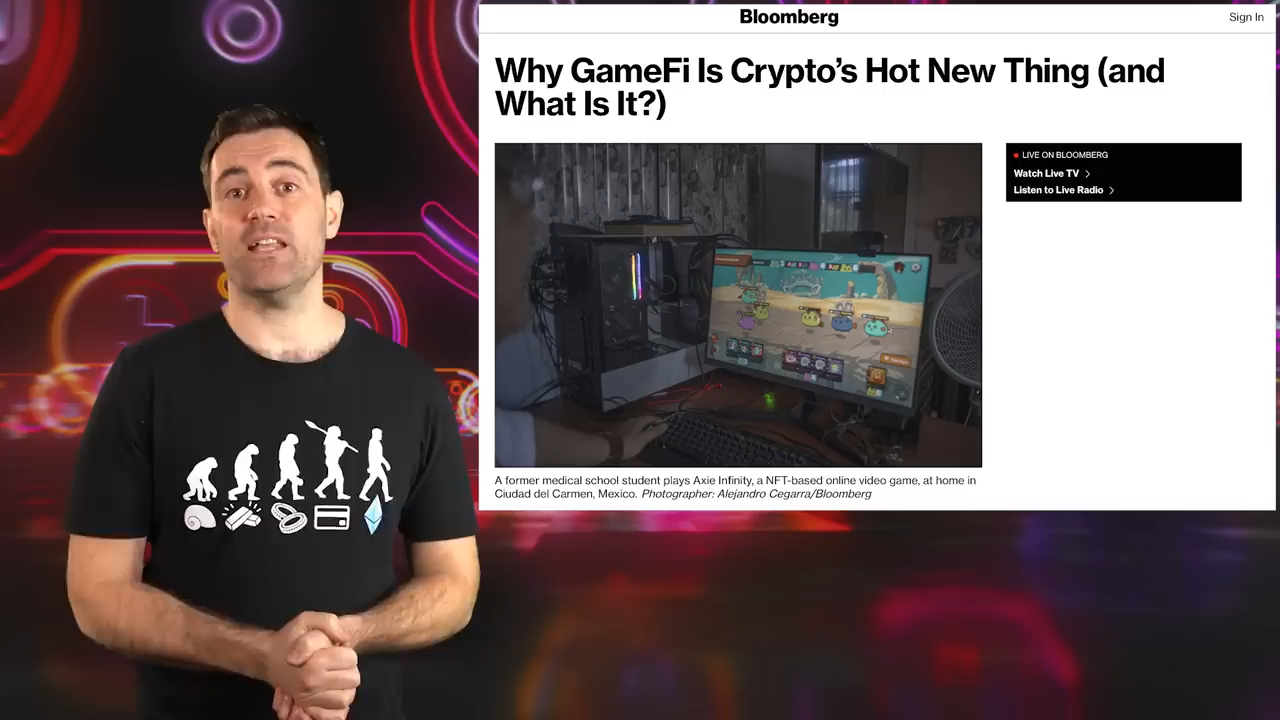 Bloomberg
Sign In
Why GameFi Is Crypto’s Hot New Thing (and
What Is It?)
LIVE ON BLOOMBERG
Watch Live TV
Listen to Live Radio
A former medical school student plays Axie Infinity, a NFT-based online video game, at home in
Ciudad del Carmen, Mexico. Photographer: Alejandro Cegarra/Bloomberg